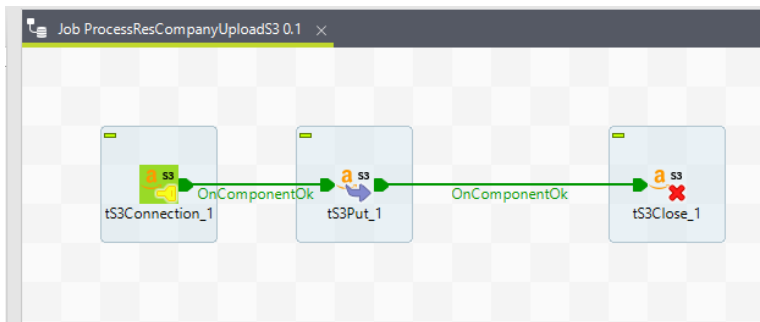 Job ProcessResCompanyUploadS3 0.1
a S3
OnComponentOk
tS3Connection_1
a S3
OnComponentOk
tS3Put_1
a S3
tS3Close_1